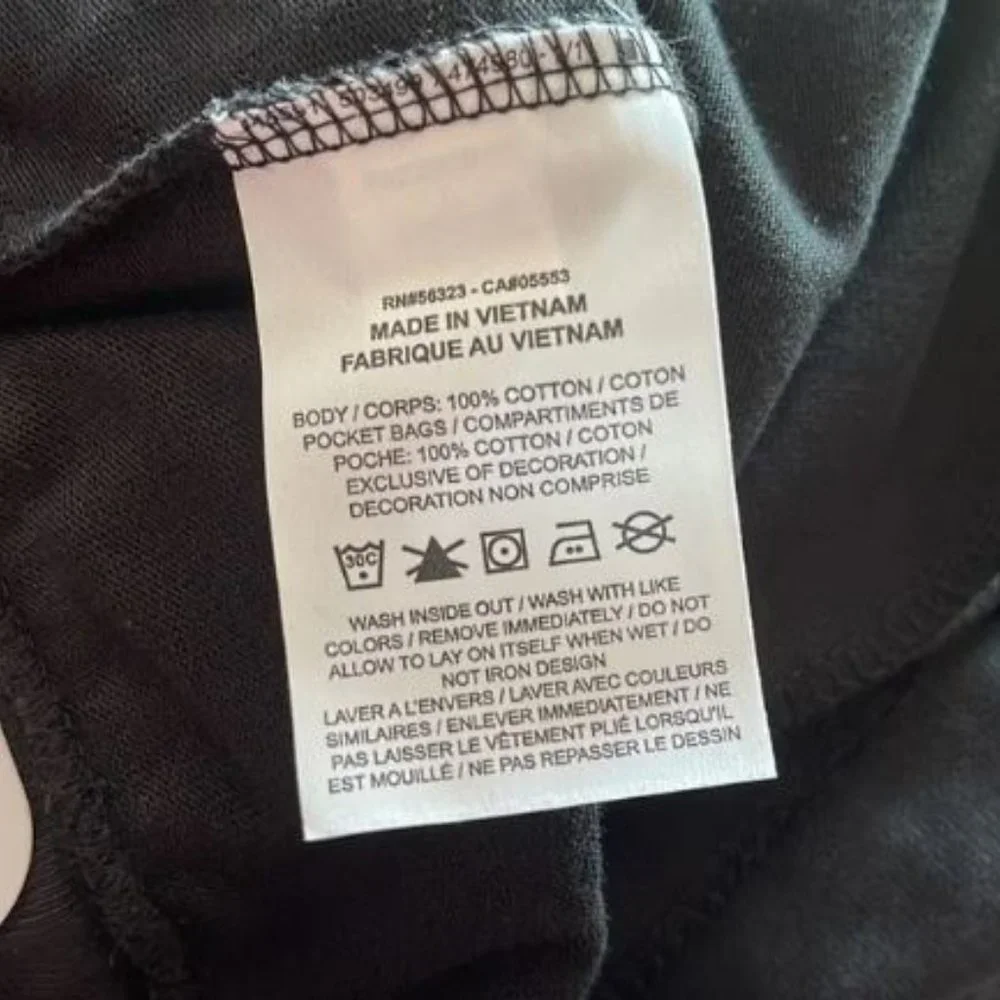 RN#56323 - CA#05553
MADE IN VIETNAM
FABRIQUE AU VIETNAM
BODY / CORPS: 100% COTTON / COTON
POCKET BAGS / COMPARTIMENTS DE
POCHE: 100% COTTON / COTON
EXCLUSIVE OF DECORATION /
DECORATION NON COMPRISE
30C
WASH INSIDE OUT / WASH WITH LIKE
COLORS / REMOVE IMMEDIATELY / DO NOT
ALLOW TO LAY ON ITSELF WHEN WET / DO
NOT IRON DESIGN
LAVER A L'ENVERS / LAVER AVEC COULEURS
SIMILAIRES / ENLEVER IMMEDIATEMENT / NE
PAS LAISSER LE VÊTEMENT PLIÉ LORSQU'IL
EST MOUILLÉ / NE PAS REPASSER LE DESSIN